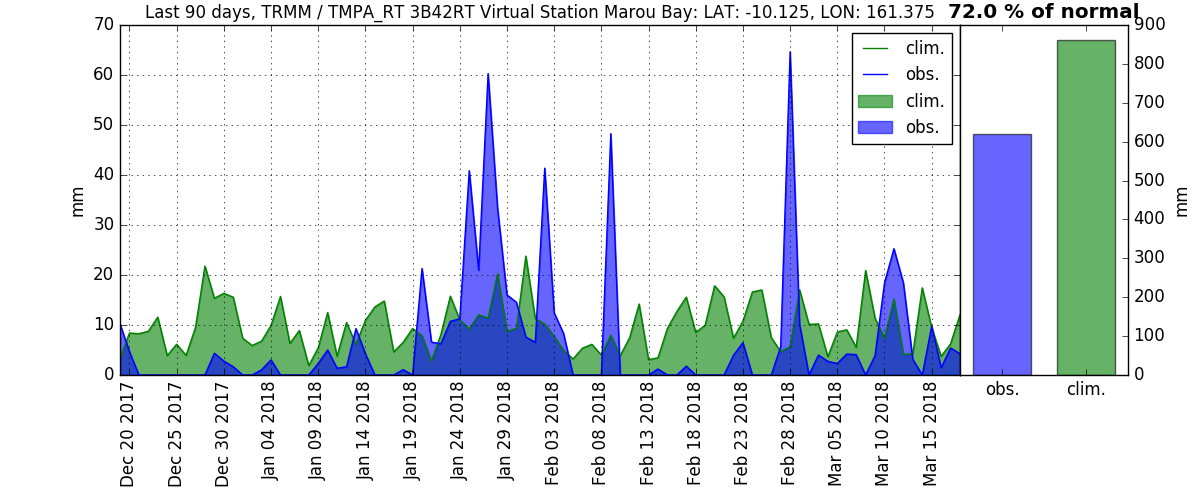 Last 90 days, TRMM / TMPA_RT 3B42RT Virtual Station Marou Bay: LAT: -10.125, LON: 161.375
72.0 % of normal
70
60
50
40
30
20
10
0
mm
clim.
obs.
clim.
obs.
Dec 20 2017
Dec 25 2017
Dec 30 2017
Jan 04 2018
Jan 09 2018
Jan 14 2018
Jan 19 2018
Jan 24 2018
Jan 29 2018
Feb 03 2018
Feb 08 2018
Feb 13 2018
Feb 18 2018
Feb 23 2018
Feb 28 2018
Mar 05 2018
Mar 10 2018
Mar 15 2018
900
800
700
600
500
400
300
200
100
0
mm
obs.
clim.